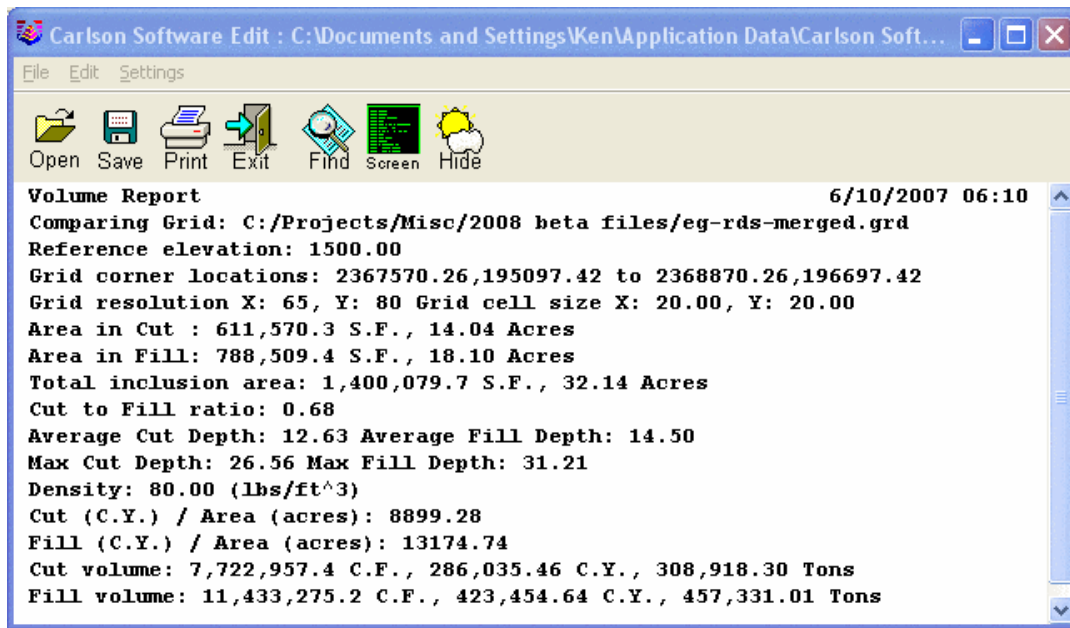 Carlson Software Edit : C:\Documents and Settings\Ken\Application Data\Carlson Soft...
File Edit Settings
Open Save Print Exit Find Screen Hide
Volume Report 6/10/2007 06:10
Comparing Grid: C:/Projects/Misc/2008 beta files/eg-rds-merged.grd
Reference elevation: 1500.00
Grid corner locations: 2367570.26,195097.42 to 2368870.26,196697.42
Grid resolution X: 65, Y: 80 Grid cell size X: 20.00, Y: 20.00
Area in Cut : 611,570.3 S.F., 14.04 Acres
Area in Fill: 788,509.4 S.F., 18.10 Acres
Total inclusion area: 1,400,079.7 S.F., 32.14 Acres
Cut to Fill ratio: 0.68
Average Cut Depth: 12.63 Average Fill Depth: 14.50
Max Cut Depth: 26.56 Max Fill Depth: 31.21
Density: 80.00 (lbs/ft^3)
Cut (C.Y.) / Area (acres): 8899.28
Fill (C.Y.) / Area (acres): 13174.74
Cut volume: 7,722,957.4 C.F., 286,035.46 C.Y., 308,918.30 Tons
Fill volume: 11,433,275.2 C.F., 423,454.64 C.Y., 457,331.01 Tons